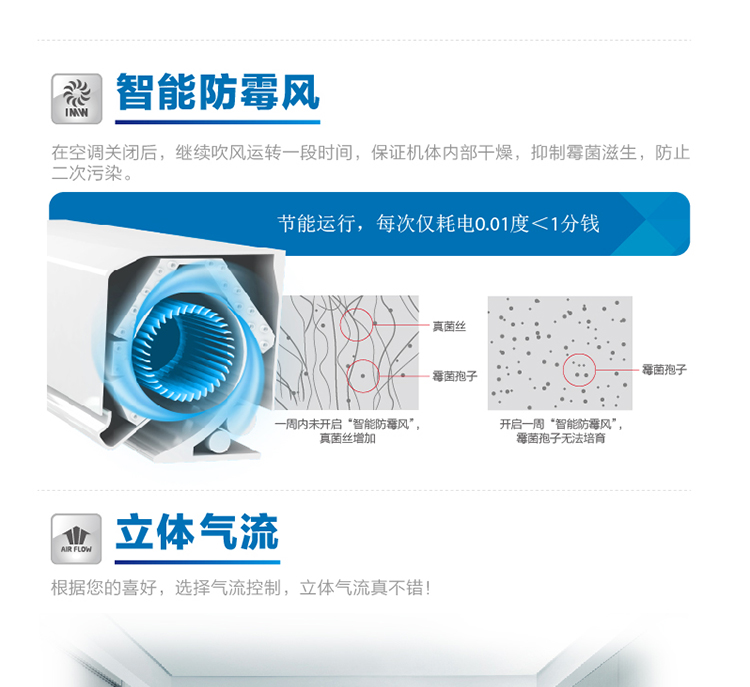 智能防霉风
在空调关闭后，继续吹风运转一段时间，保证机体内部干燥，抑制霉菌滋生，防止
二次污染。
节能运行，每次仅耗电0.01度＜1分钱
真菌丝
霉菌孢子
霉菌孢子
一周内未开启“智能防霉风”，
真菌丝增加
开启一周“智能防霉风”，
霉菌孢子无法培育
AIR FLOW
立体气流
根据您的喜好，选择气流控制，立体气流真不错！